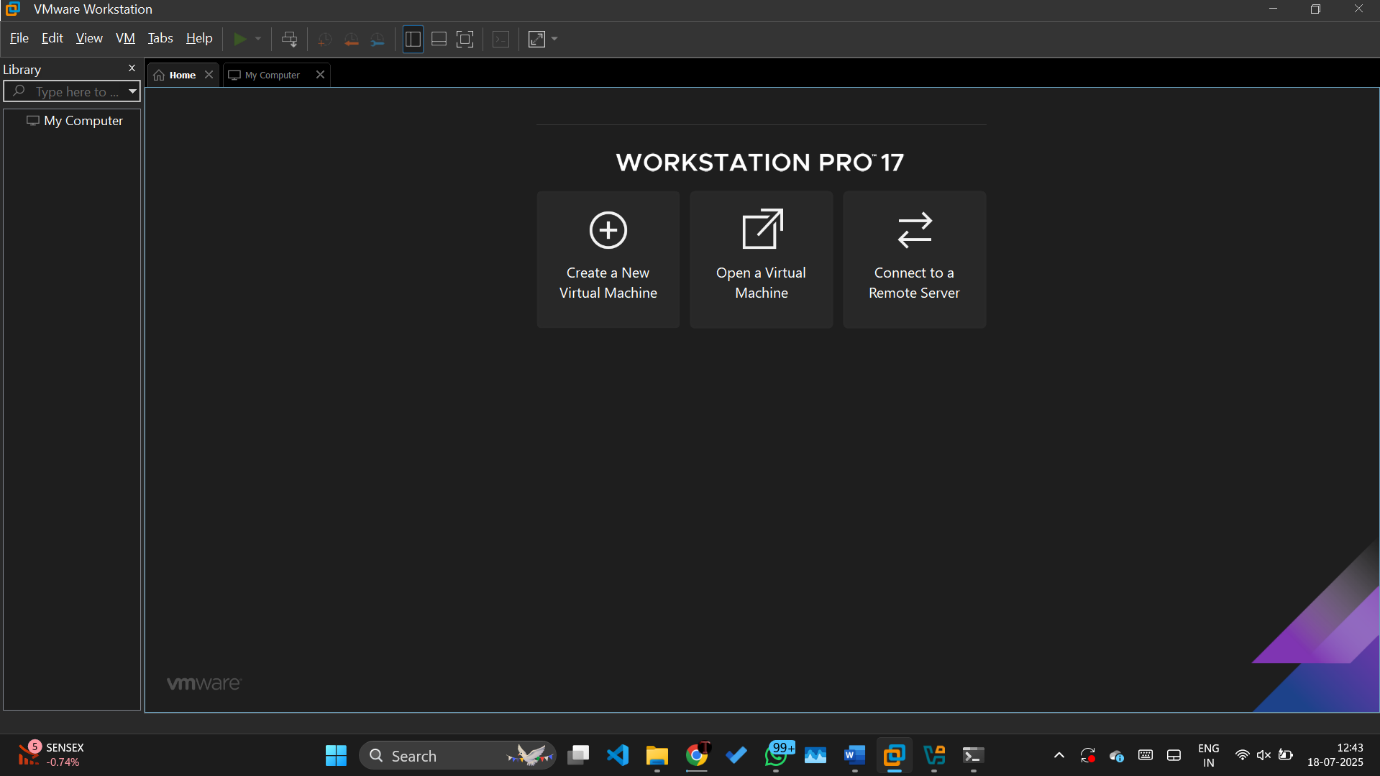 VMware Workstation
File Edit View VM Tabs Help
Library
Type here to ...
My Computer
Home
My Computer
WORKSTATION PRO™ 17
Create a New
Virtual Machine
Open a Virtual
Machine
Connect to a
Remote Server
vmware
5
SENSEX
-0.74%
Search
99+
W
ENG
IN
12:43
18-07-2025